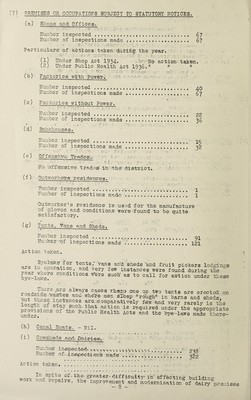 (7) PREMISES OR OCCUPATIONS SUBJECT TO STATUTORY NOTICES.
(a) Shops and Offices.
Number inspected ........ 67
Number of inspections made ........ 67
Particulars of actions taken during the year.
(1) Under Shop Act 1934. No action taken.
(2) Under Public Health Act 1936. "
(b) Factories with Power.
Number inspected ........ 40
Number of inspections made ........ 57
(c) Factories without Power.
Number inspected ........ 22
Number of inspections made ........ 36
(d) Bakehouses.
Number inspected ........ 15
Number of inspections made ........ 38
(e) Offensive Trades.
No offensive trades in the district.
(f) Outworkers residences.
Number inspected ........ 1
Number of inspections made ........ 1
Outworker's residence is used for the manufacture
of gloves and conditions were found to be quite
satisfactory.
(g) Tents, Vans and Sheds.
Number inspected ........ 91
Number of inspections made ........ 121
Action taken.
Byelaws for tents, vans and sheds and fruit pickers lodgings
are in operation, and very few instances were found during the
year where conditions were such as to call for action under these
bye-laws.
There are always cases where one or two tents are erected on
roadside wastes and where men sleep "rough" in barns and sheds,
but these instances are comparatively few and very rarely is the
length of stay such that action is required under the appropriate
provisions of the Public Health Acts and the bye-laws made there-
under.
(h) Canal Boats. - Nil.
(i) Cowsheds and Dairies.
Number inspected ........ 238
Number of inspections made ........ 322
Action taken.
In spite of the greater difficulty in effecting building
work and repairs, the improvement and modernisation of dairy premises
- 8 -